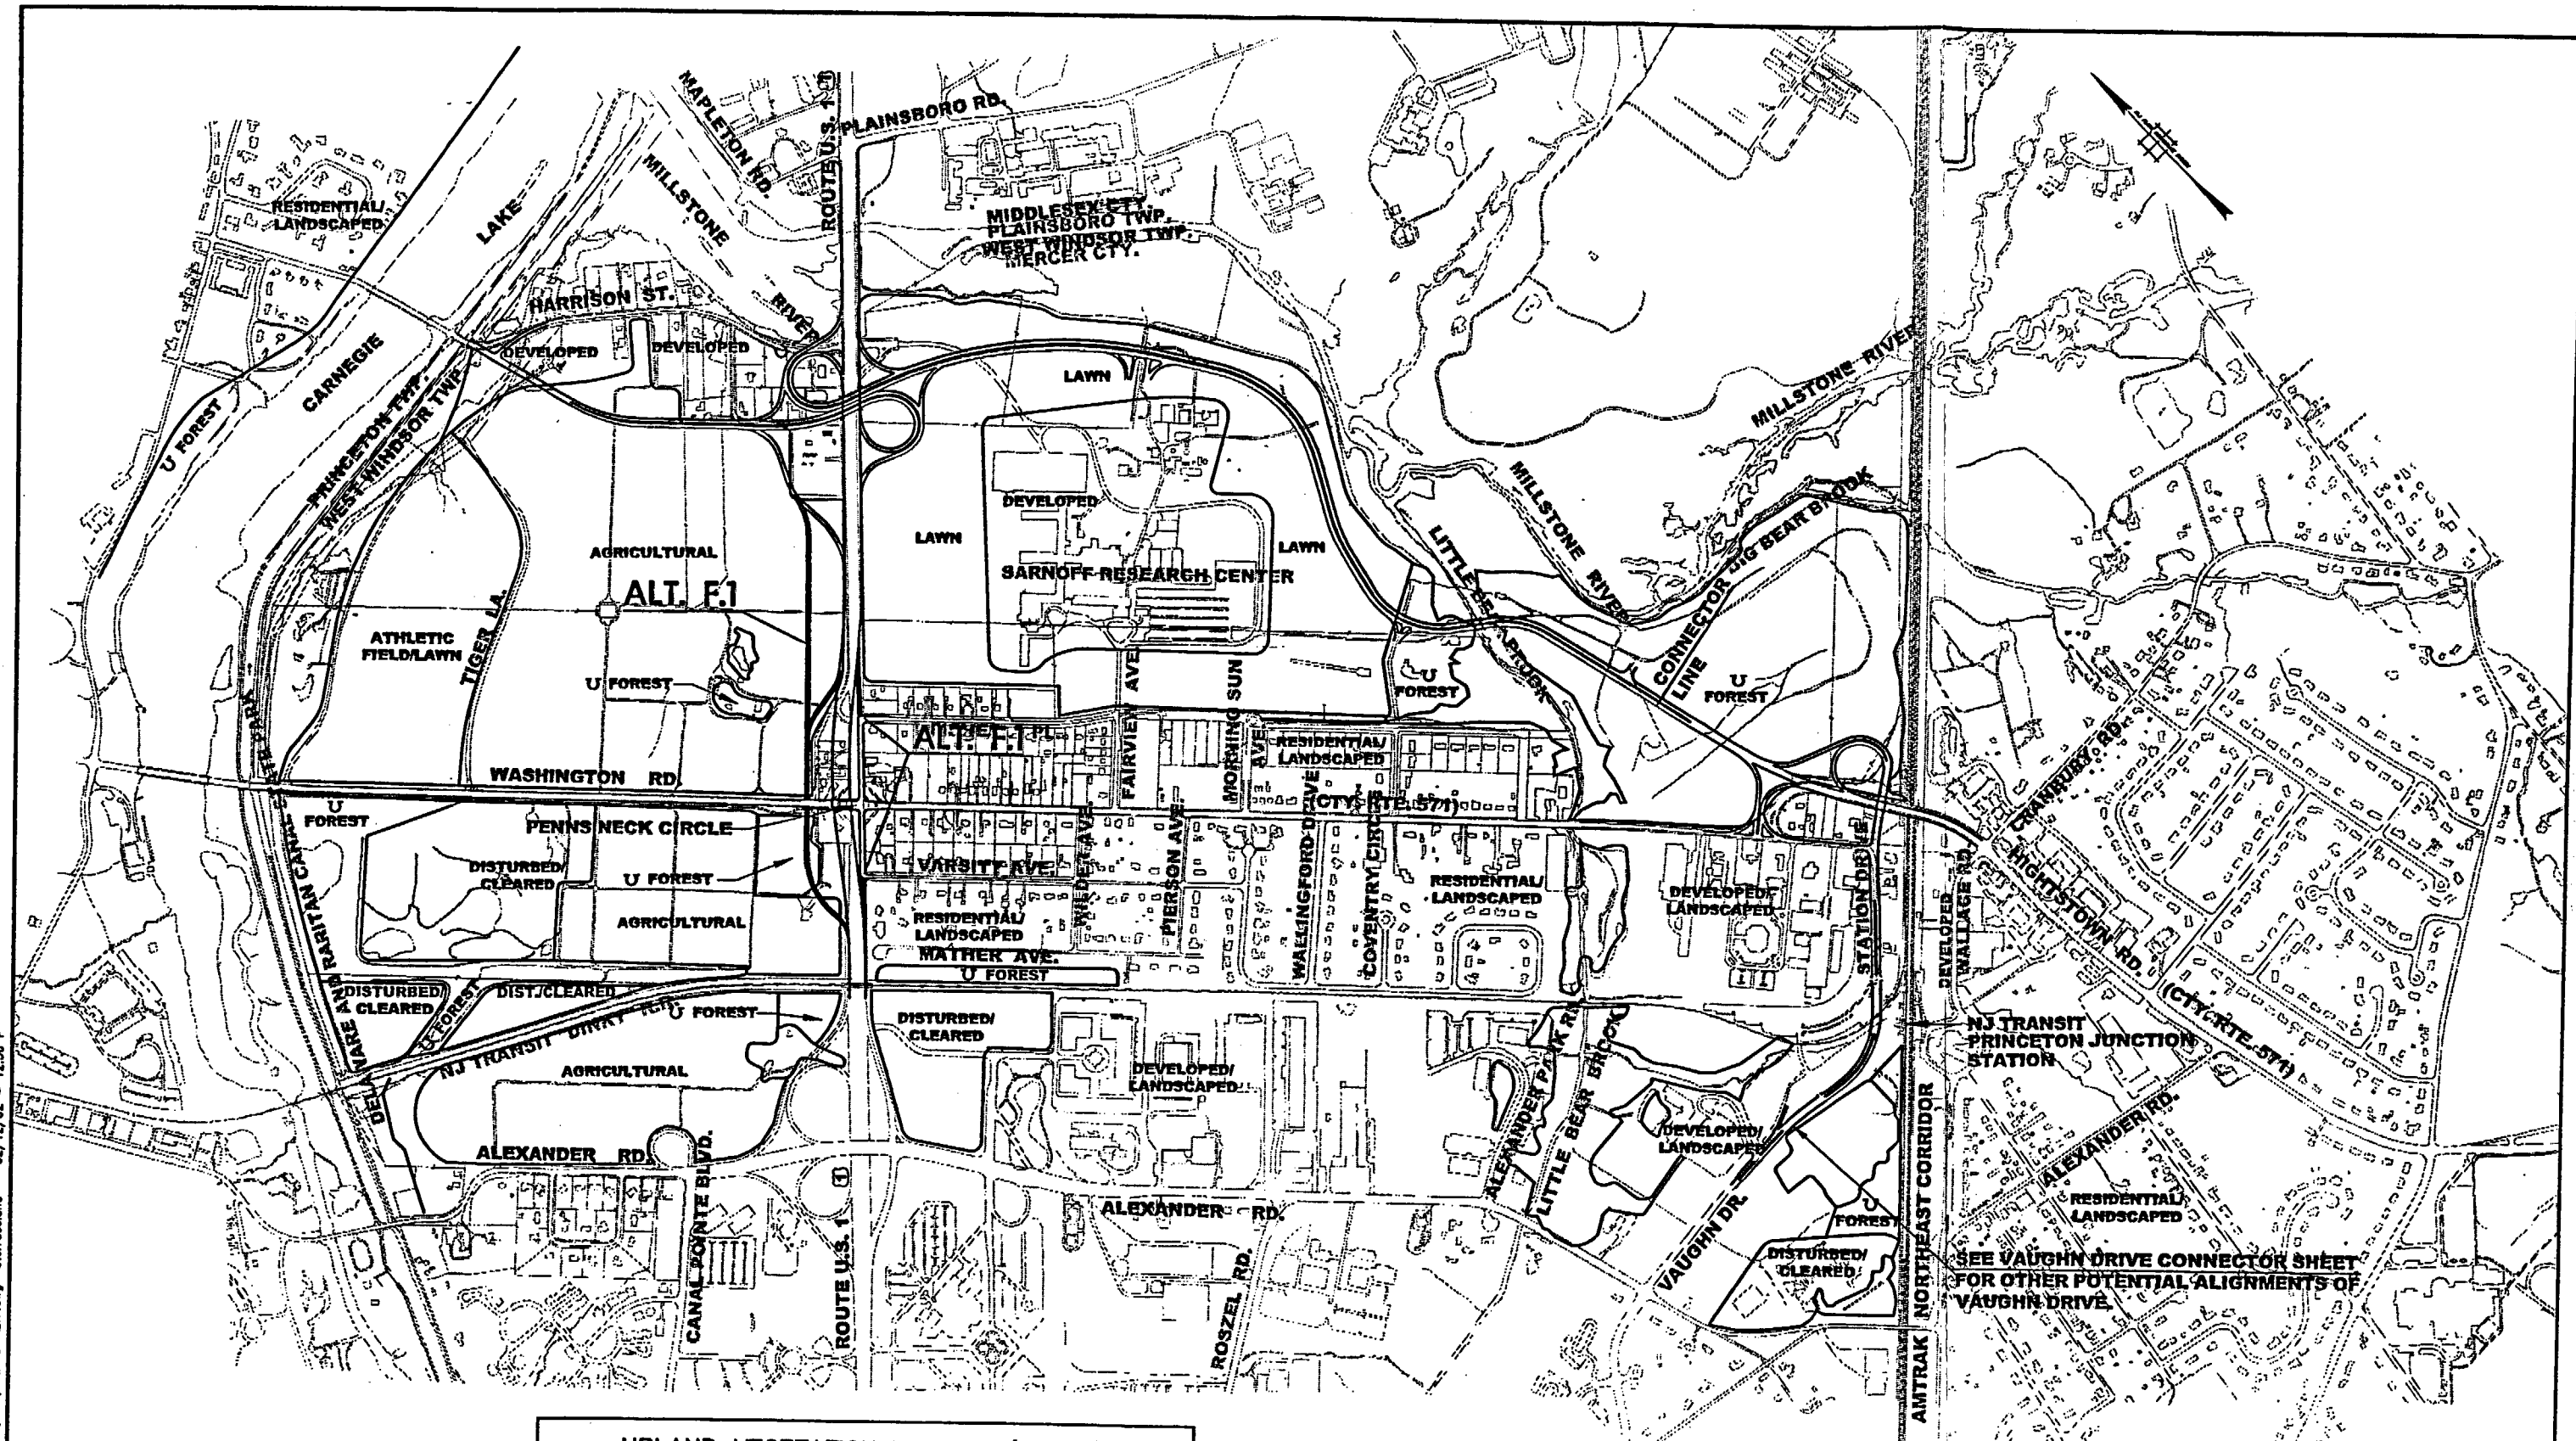 MAPLETON RD.
ROUTE U.S. 1
PLAINSBORO RD.
RESIDENTIAL/
LANDSCAPED
LAKE
MILLSTONE
RIVER
MIDDLESEX CTY.
PLAINSBORO TWP.
WEST WINDSOR TWP.
MERCER CTY.
HARRISON ST.
DEVELOPED
DEVELOPED
CARNEGIE
PRINCETON TWP.
WEST WINDSOR TWP.
U FOREST
LAWN
MILLSTONE RIVER
DEVELOPED
LAWN
LAWN
SARNOFF RESEARCH CENTER
AGRICULTURAL
ALT. F.1
ATHLETIC
FIELD/LAWN
TIGER LA.
U FOREST
MILLSTONE RIVER
LITTLE BEAR BROOK
BIG BEAR BROOK
CONNECTOR
LINE
U
FOREST
U
FOREST
FAIRVIEW AVE.
MORNING SUN
AVE.
ALT. F.1
PL.
RESIDENTIAL/
LANDSCAPED
WASHINGTON RD.
(CTY. RTE. 571)
U
FOREST
PENNS NECK CIRCLE
DISTURBED/
CLEARED
U FOREST
VARSITY AVE.
WILDER AVE.
PIERSON AVE.
WALLINGFORD DRIVE
COVENTRY CIRCLE
RESIDENTIAL/
LANDSCAPED
DEVELOPED/
LANDSCAPED
STATION DRIVE
DEVELOPED
WALLACE RD.
CRANBURY RD.
HIGHTSTOWN RD.
(CTY. RTE. 571)
AGRICULTURAL
RESIDENTIAL/
LANDSCAPED
MATHER AVE.
U FOREST
DELAWARE AND RARITAN CANAL STATE PARK
DISTURBED/
CLEARED
U FOREST
DIST./CLEARED
NJ TRANSIT DINKY
U FOREST
DISTURBED/
CLEARED
DEVELOPED/
LANDSCAPED
AGRICULTURAL
ALEXANDER PARK RD.
LITTLE BEAR BROOK
DEVELOPED/
LANDSCAPED
NJ TRANSIT
PRINCETON JUNCTION
STATION
ALEXANDER RD.
CANAL POINTE BLVD.
1
ROUTE U.S. 1
ALEXANDER RD.
ROSZEL RD.
VAUGHN DR.
U
FOREST
DISTURBED/
CLEARED
AMTRAK NORTHEAST CORRIDOR
ALEXANDER RD.
RESIDENTIAL/
LANDSCAPED
SEE VAUGHN DRIVE CONNECTOR SHEET
FOR OTHER POTENTIAL ALIGNMENTS OF
VAUGHN DRIVE.